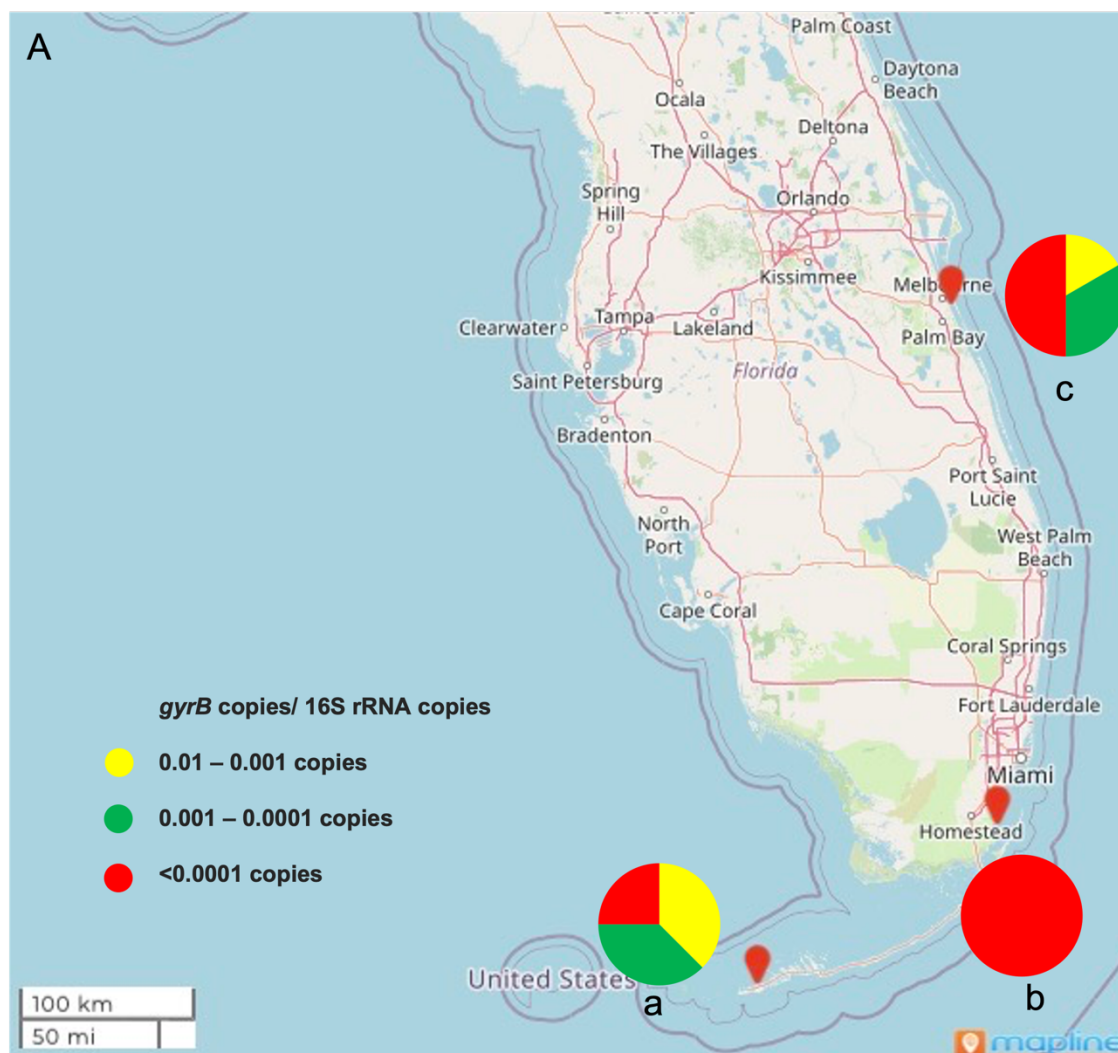 A
Palm Coast
Daytona
Beach
Ocala
Deltona
The Villages
Spring
Hill
Orlando
Kissimmee
Melbourne
Clearwater
Tampa
Lakeland
Palm Bay
Saint Petersburg
Florida
c
Bradenton
Port Saint
Lucie
North
Port
West Palm
Beach
Cape Coral
Coral Springs
gyrB copies/ 16S rRNA copies
Fort Lauderdale
0.01 – 0.001 copies
Miami
0.001 – 0.0001 copies
Homestead
<0.0001 copies
United States
a
b
100 km
50 mi
mapline